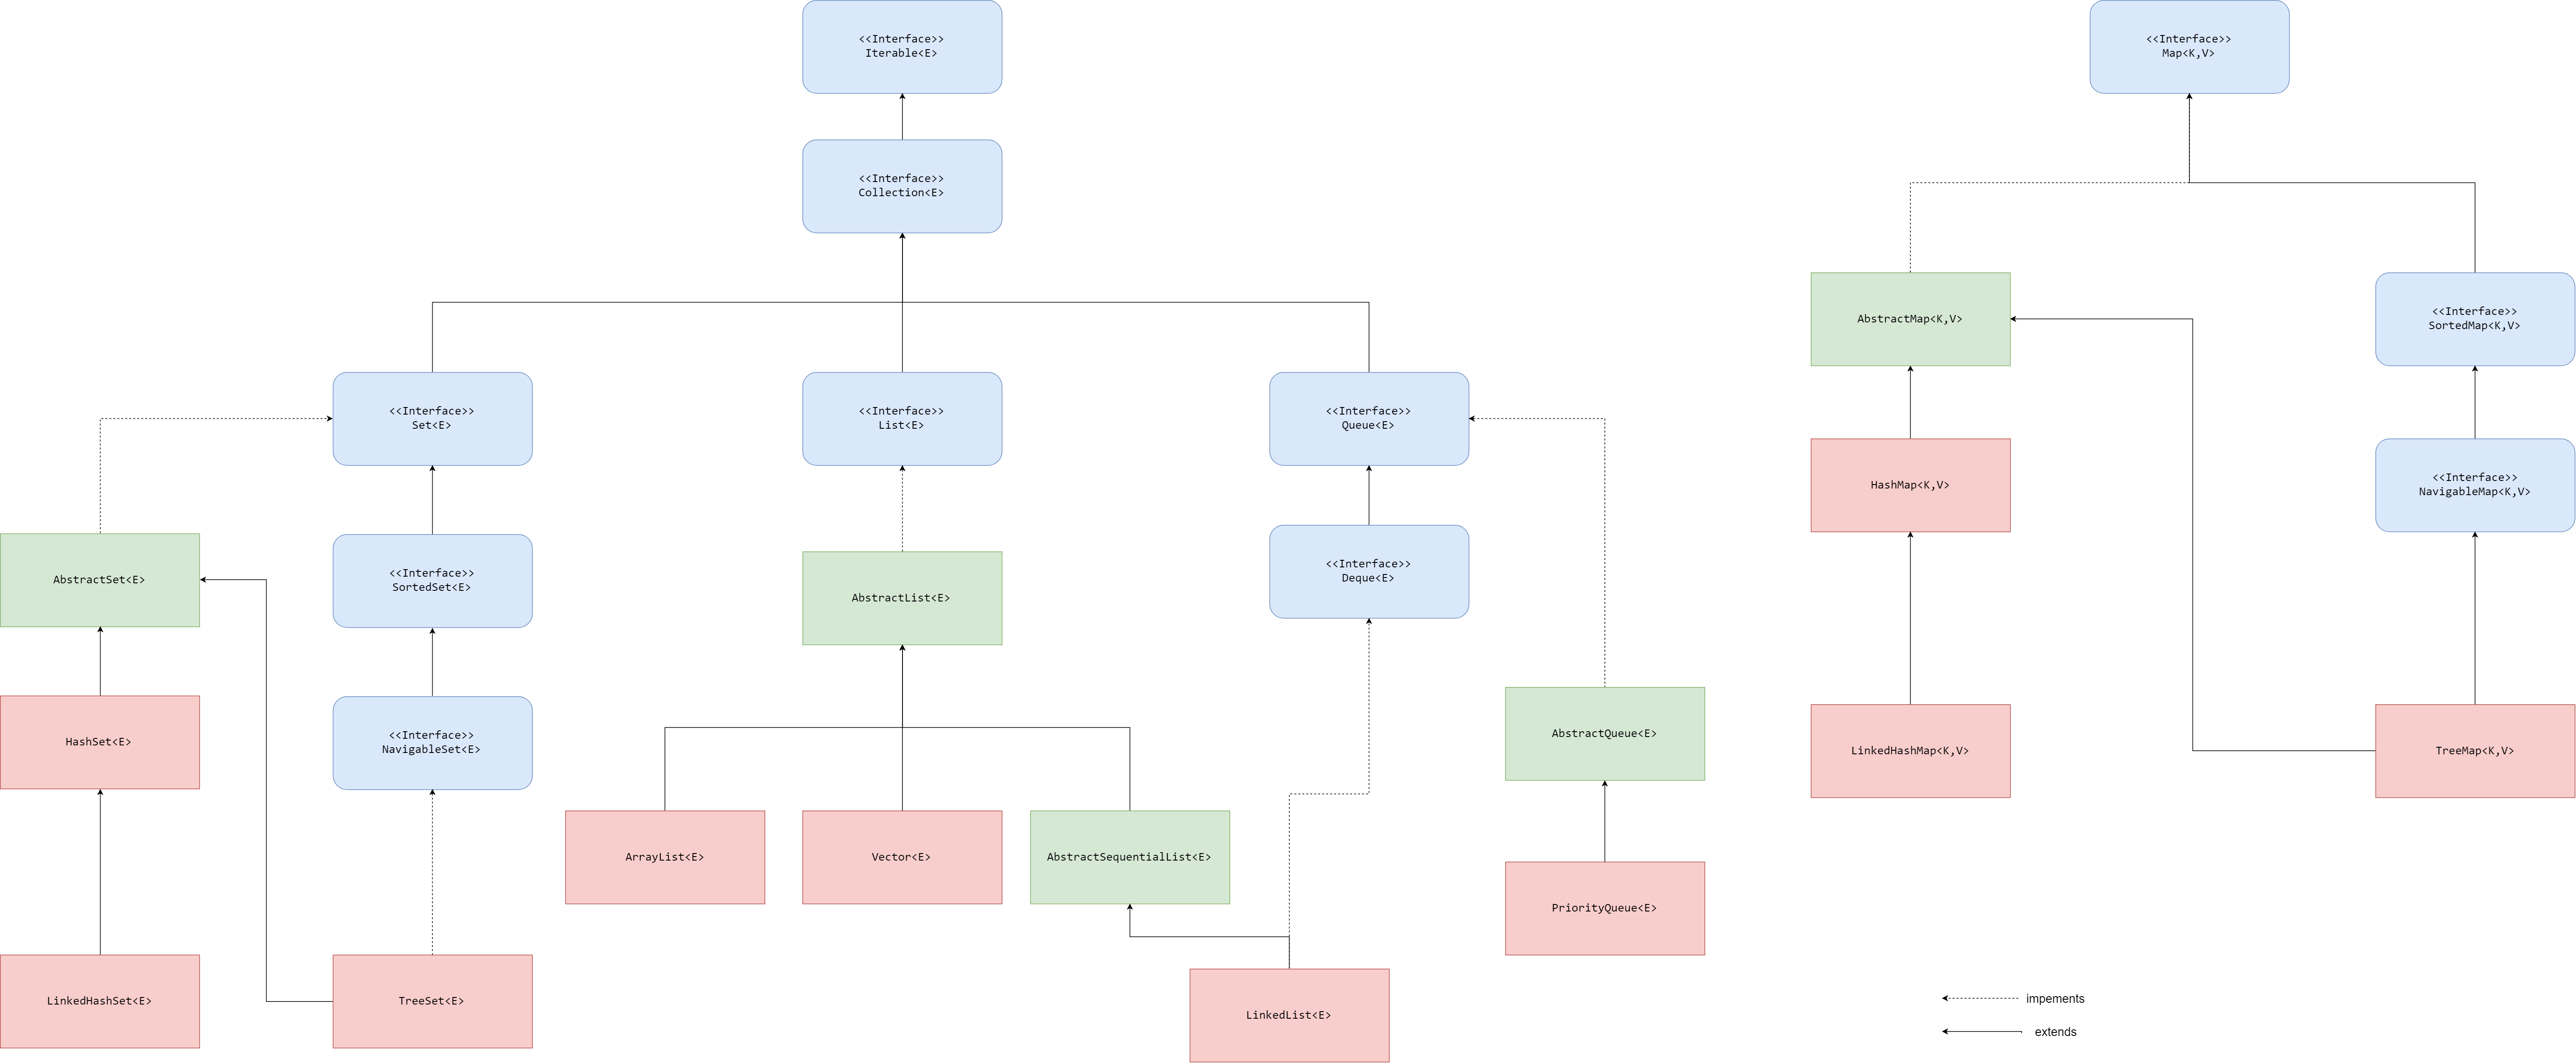 <<Interface>>
Iterable<E>
<<Interface>>
Map<K,V>
<<Interface>>
Collection<E>
<<Interface>>
Set<E>
<<Interface>>
List<E>
<<Interface>>
Queue<E>
AbstractMap<K,V>
<<Interface>>
SortedMap<K,V>
HashMap<K,V>
<<Interface>>
NavigableMap<K,V>
AbstractSet<E>
<<Interface>>
SortedSet<E>
AbstractList<E>
<<Interface>>
Deque<E>
HashSet<E>
<<Interface>>
NavigableSet<E>
AbstractQueue<E>
LinkedHashMap<K,V>
TreeMap<K,V>
ArrayList<E>
Vector<E>
AbstractSequentialList<E>
PriorityQueue<E>
LinkedHashSet<E>
TreeSet<E>
LinkedList<E>
impements
extends